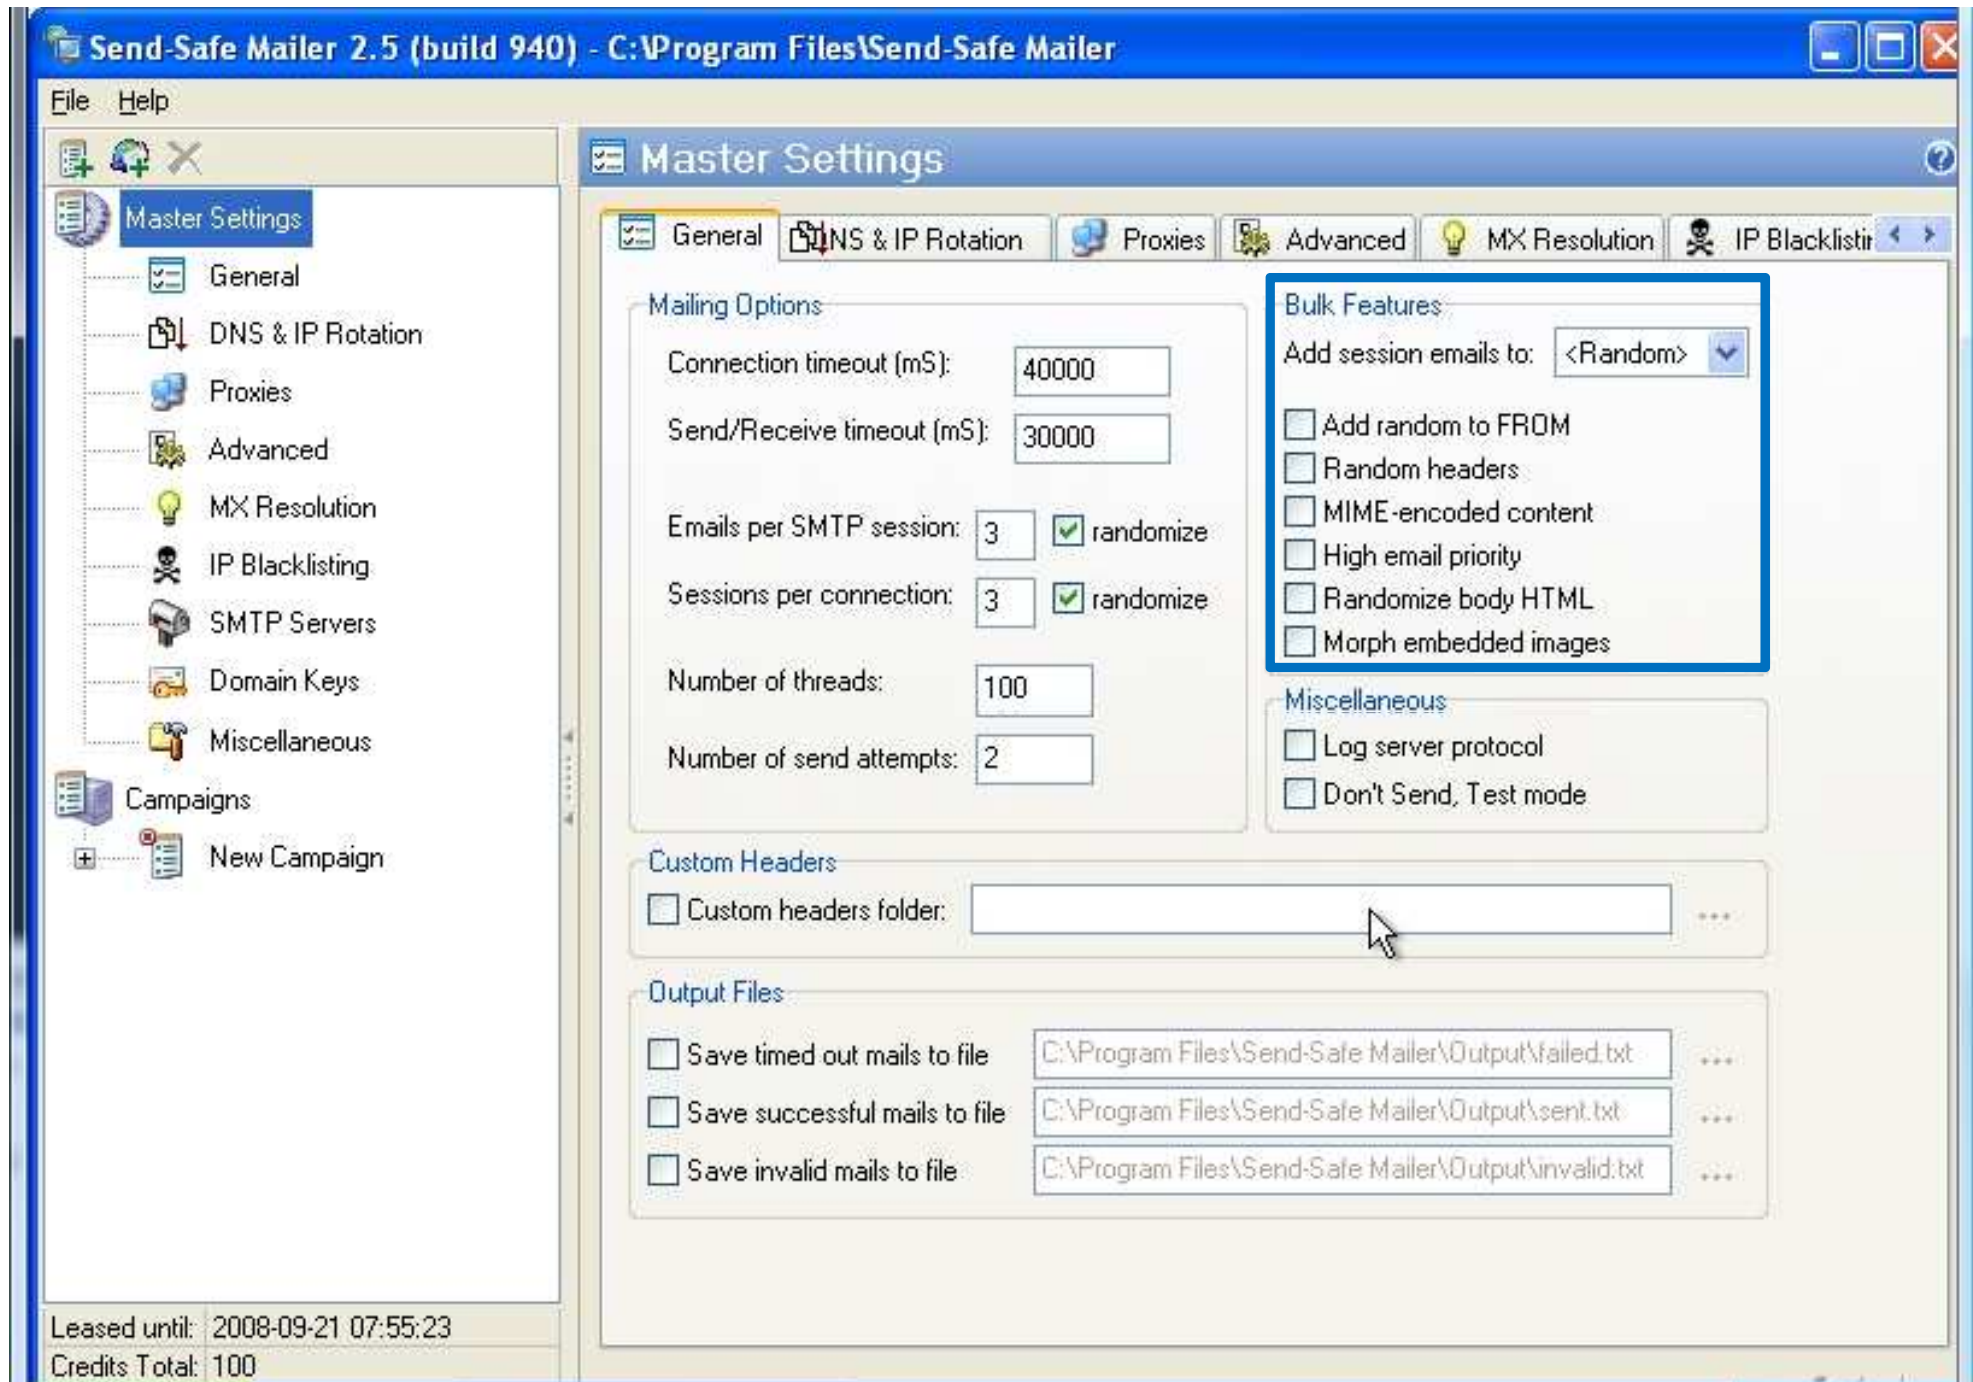 Send-Safe Mailer 2.5 (build 940) - C:\Program Files\Send-Safe Mailer
File Help
Master Settings
General
DNS & IP Rotation
Proxies
Advanced
MX Resolution
IP Blacklisting
SMTP Servers
Domain Keys
Miscellaneous
Campaigns
New Campaign
Leased until: 2008-09-21 07:55:23
Credits Total: 100
Master Settings
General NS & IP Rotation Proxies Advanced MX Resolution IP Blacklistin
Mailing Options
Connection timeout (mS): 40000
Send/Receive timeout (mS): 30000
Emails per SMTP session: 3 randomize
Sessions per connection: 3 randomize
Number of threads: 100
Number of send attempts: 2
Bulk Features
Add session emails to: <Random>
Add random to FROM
Random headers
MIME-encoded content
High email priority
Randomize body HTML
Morph embedded images
Miscellaneous
Log server protocol
Don't Send, Test mode
Custom Headers
Custom headers folder: ...
Output Files
Save timed out mails to file C:\Program Files\Send-Safe Mailer\Output\failed.txt ...
Save successful mails to file C:\Program Files\Send-Safe Mailer\Output\sent.txt ...
Save invalid mails to file C:\Program Files\Send-Safe Mailer\Output\invalid.txt ...